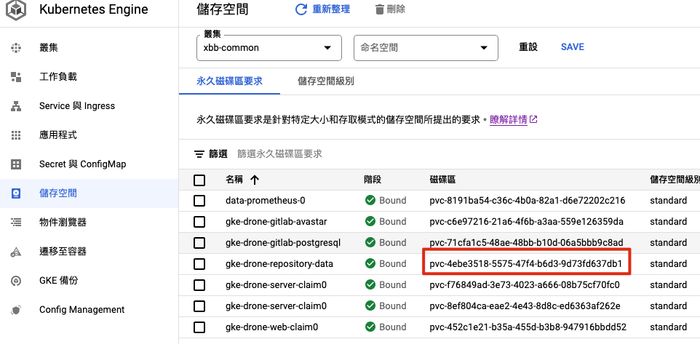 Kubernetes Engine
儲存空間
重新整理
刪除
叢集
xbb-common
命名空間
重設
SAVE
叢集
工作負載
Service 與 Ingress
應用程式
Secret 與 ConfigMap
儲存空間
物件瀏覽器
遷移至容器
GKE 備份
Config Management
永久磁碟區要求
儲存空間級別
永久磁碟區要求是針對特定大小和存取模式的儲存空間所提出的要求。瞭解詳情
篩選 篩選永久磁碟區要求
名稱 階段 磁碟區 儲存空間級別
data-prometheus-0 Bound pvc-8191ba54-c36c-4b0a-82a1-d6e72202c216 standard
gke-drone-gitlab-avastar Bound pvc-c6e97216-21a6-4f6b-a3aa-559e126359da standard
gke-drone-gitlab-postgresql Bound pvc-71cfa1c5-48ae-48bb-b10d-06a5bbb9c8ad standard
gke-drone-repository-data Bound pvc-4ebe3518-5575-47f4-b6d3-9d73fd637db1 standard
gke-drone-server-claim0 Bound pvc-f76849ad-3e73-4023-a666-08b75cf70fc0 standard
gke-drone-server-claim0 Bound pvc-8ef804ca-eae2-4e43-8d8c-ed6363af262e standard
gke-drone-web-claim0 Bound pvc-452c1e21-b35a-455d-b3b8-947916bbdd52 standard